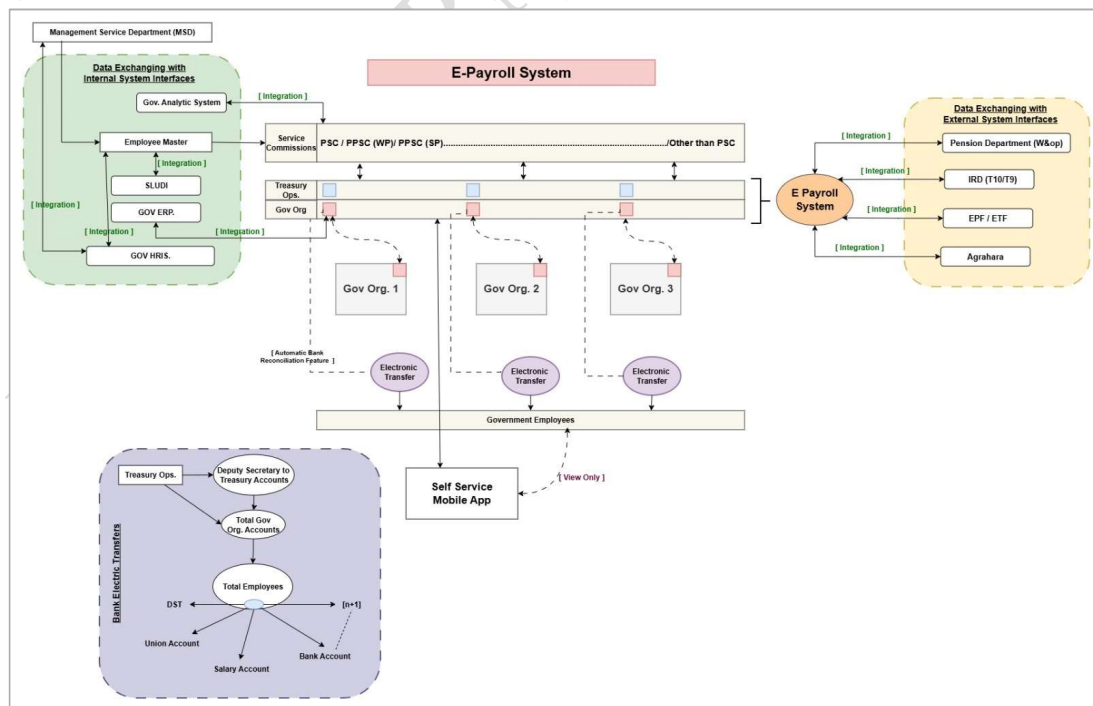 Management Service Department (MSD)
Data Exchanging with
Internal System Interfaces
Gov. Analytic System
[ Integration ]
Employee Master
SLUDI
[ Integration ]
GOV ERP.
[ Integration ]
[ Integration ]
[ Integration ]
GOV HRIS.
E-Payroll System
Service
Commissions
PSC / PPSC (WP)/ PPSC (SP)............................................................/Other than PSC
Treasury
Ops.
Gov Org
Gov Org. 1
Gov Org. 2
Gov Org. 3
[ Automatic Bank
Reconciliation Feature ]
Electronic
Transfer
Electronic
Transfer
Electronic
Transfer
Government Employees
Self Service
Mobile App
[ View Only ]
E Payroll
System
[ Integration ]
[ Integration ]
[ Integration ]
[ Integration ]
Data Exchanging with
External System Interfaces
Pension Department (W&op)
IRD (T10/T9)
EPF / ETF
Agrahara
Bank Electric Transfers
Treasury Ops.
Deputy Secretary to
Treasury Accounts
Total Gov
Org. Accounts
Total Employees
DST
[n+1]
Union Account
Bank Account
Salary Account